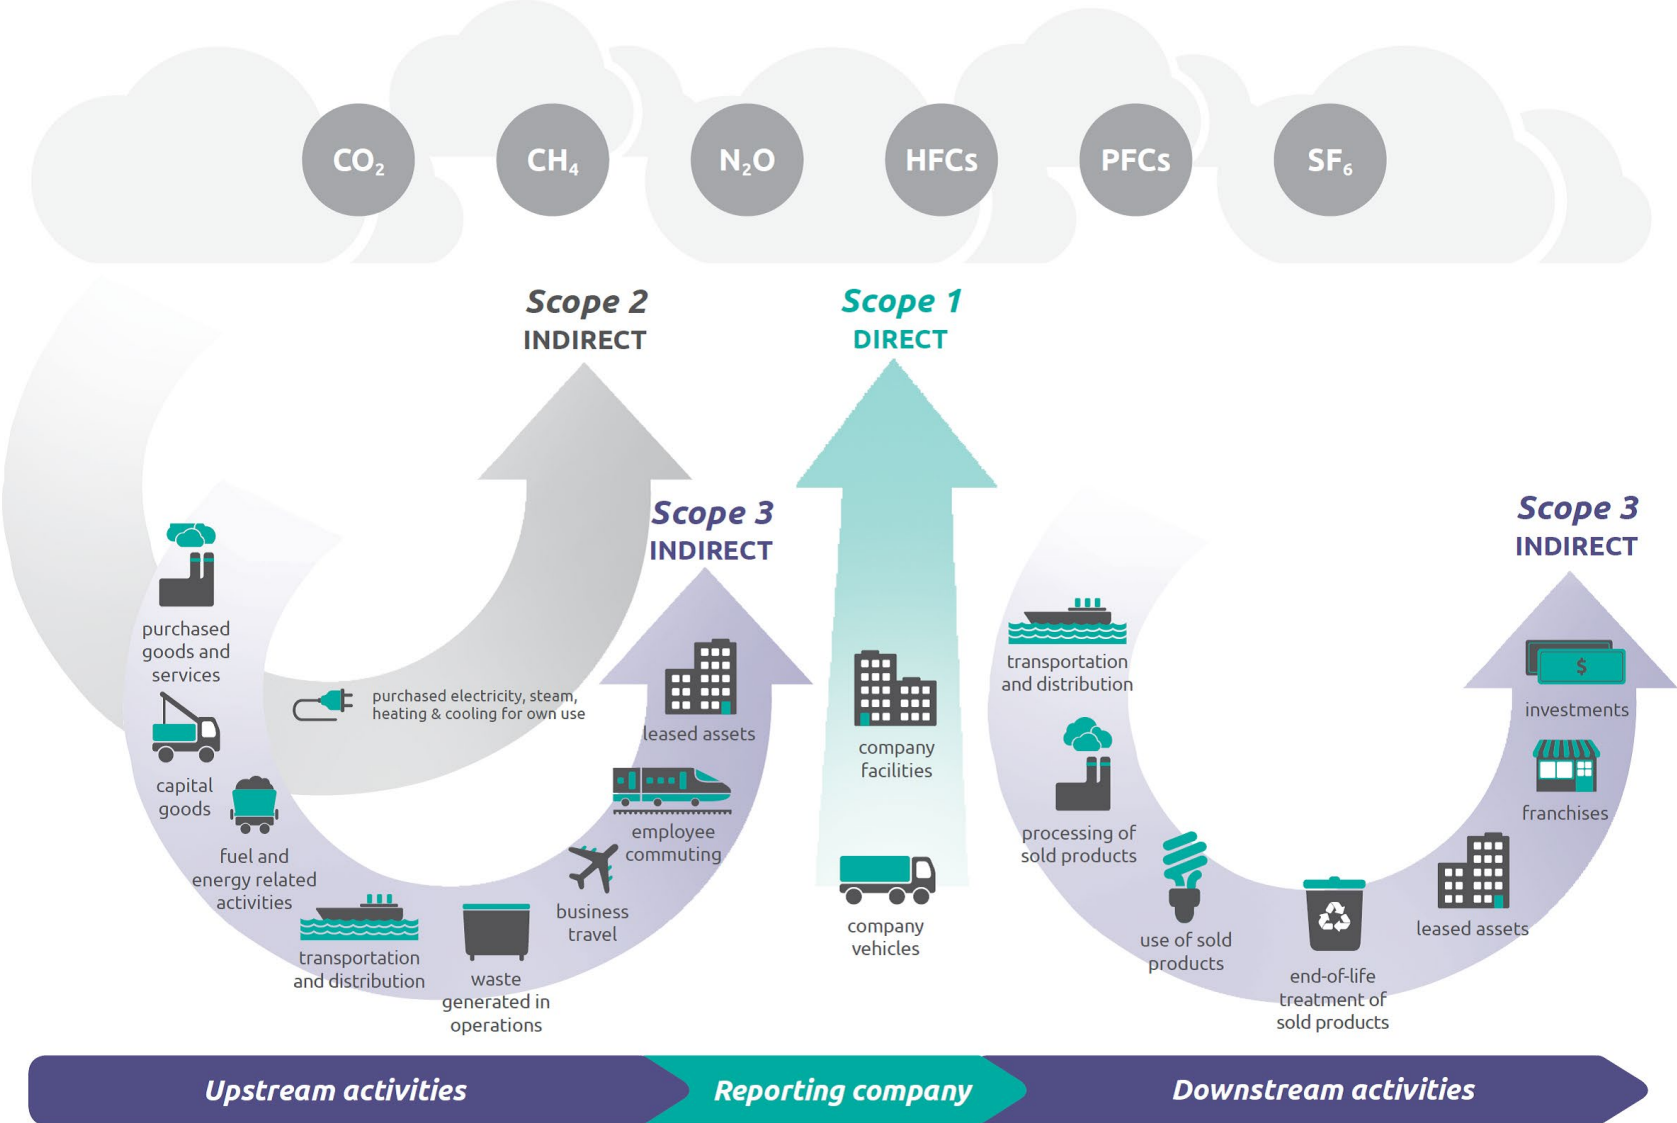 CO₂
CH₄
N₂O
HFCs
PFCs
SF₆
Scope 2
INDIRECT
Scope 1
DIRECT
Scope 3
INDIRECT
Scope 3
INDIRECT
purchased
goods and
services
capital
goods
fuel and
energy related
activities
transportation
and distribution
waste
generated in
operations
business
travel
employee
commuting
leased assets
purchased electricity, steam,
heating & cooling for own use
company
facilities
company
vehicles
transportation
and distribution
processing of
sold products
use of sold
products
end-of-life
treatment of
sold products
leased assets
franchises
$
investments
Upstream activities
Reporting company
Downstream activities